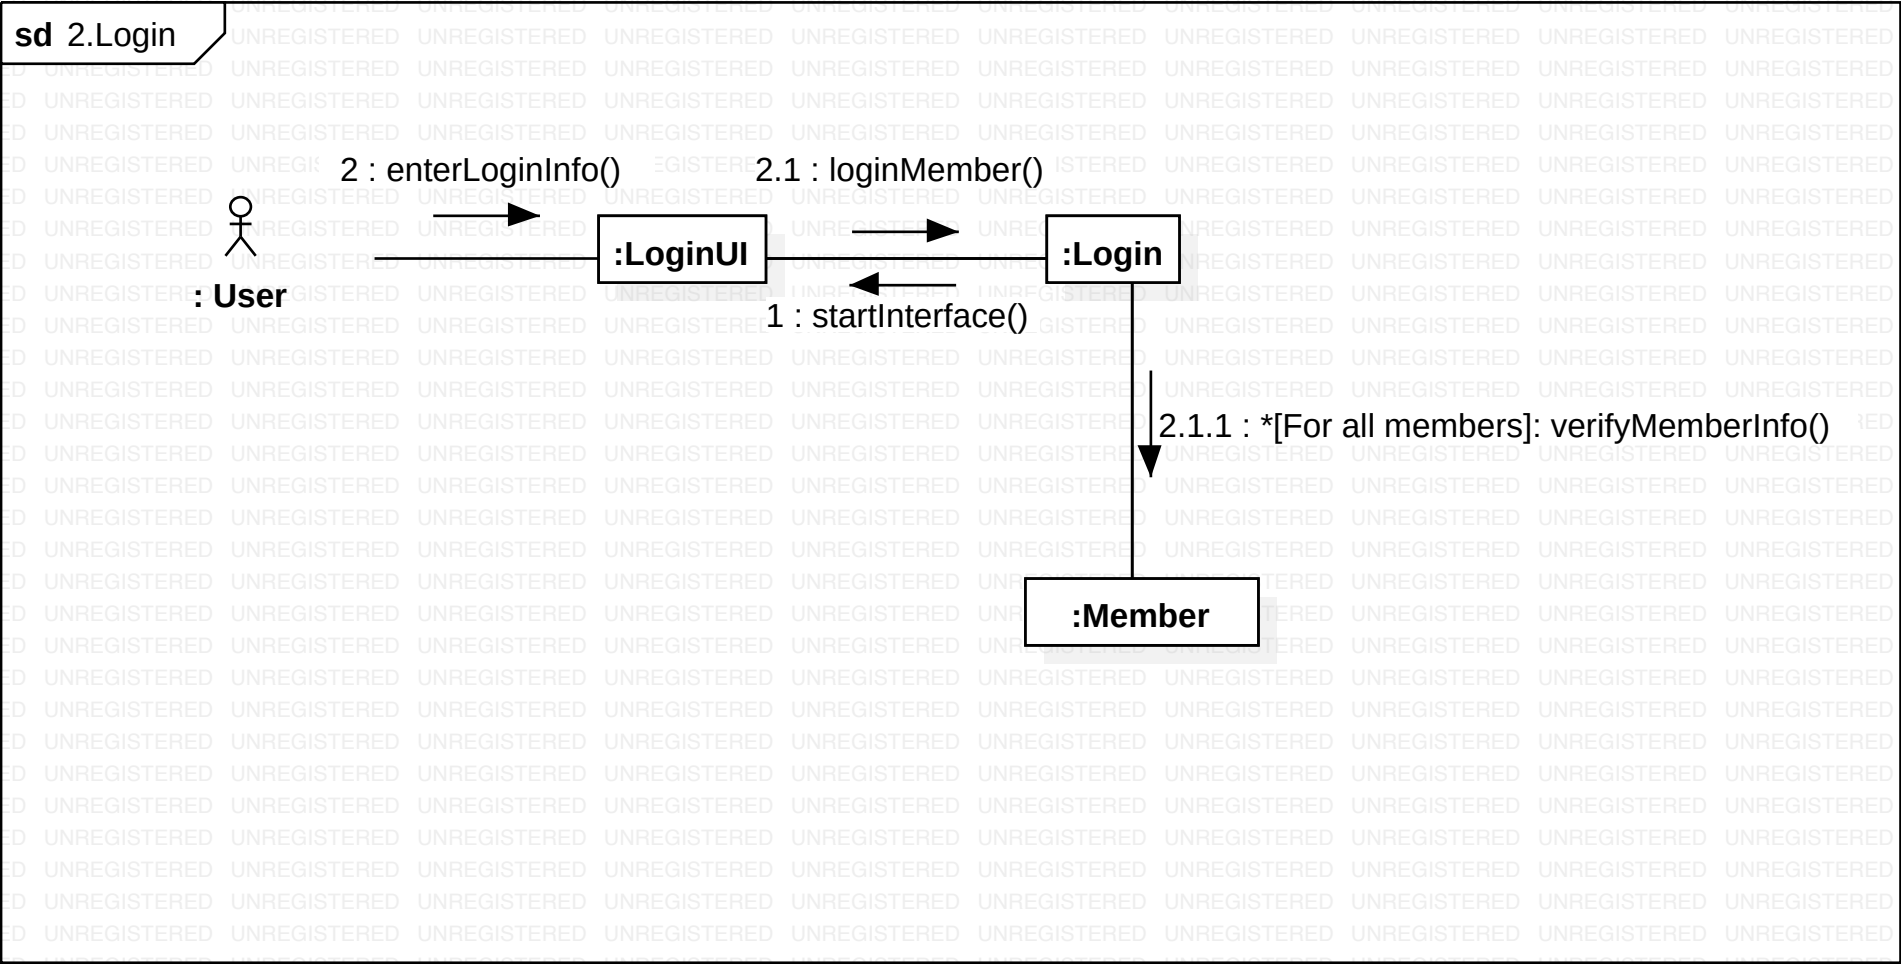 sd 2.Login
2 : enterLoginInfo()
2.1 : loginMember()
: User
:LoginUI
:Login
1 : startInterface()
2.1.1 : *[For all members]: verifyMemberInfo()
:Member
UNREGISTERED